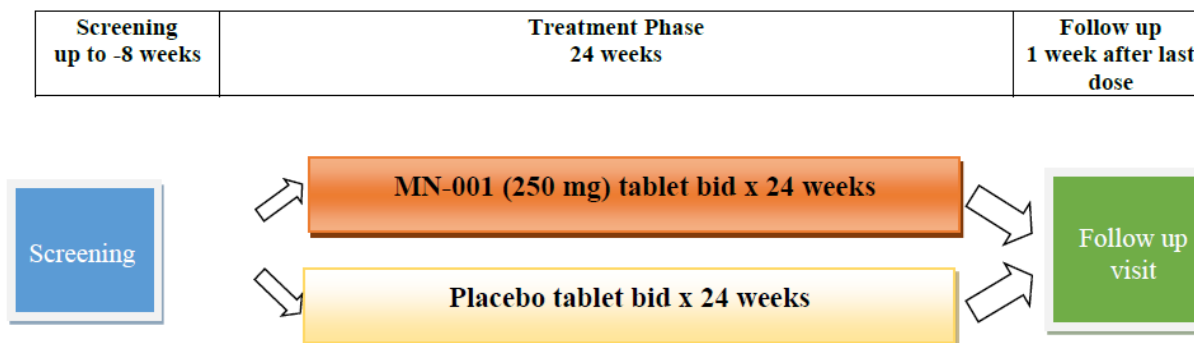 Screening
up to -8 weeks
Treatment Phase
24 weeks
Follow up
1 week after last
dose
MN-001 (250 mg) tablet bid x 24 weeks
Screening
Placebo tablet bid x 24 weeks
Follow up
visit